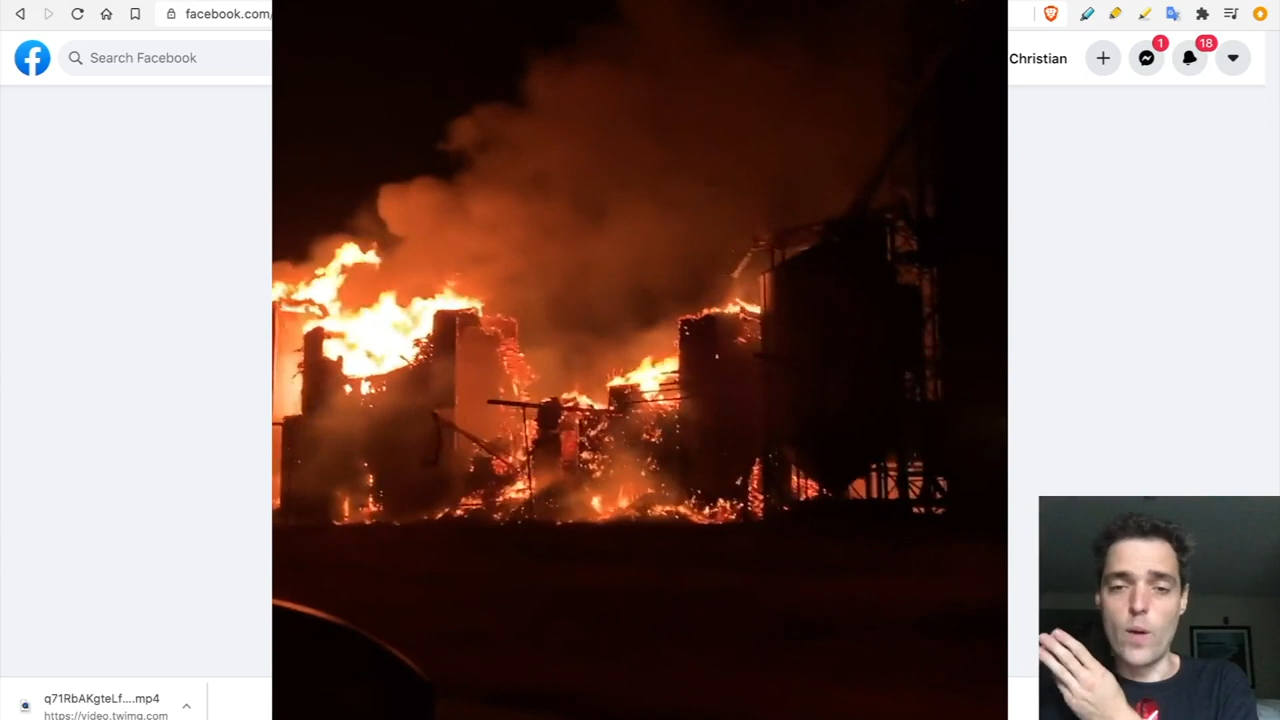 facebook.com/
Search Facebook
Christian
1
18
q71RbAKgteLf....mp4
https://video.twimg.com